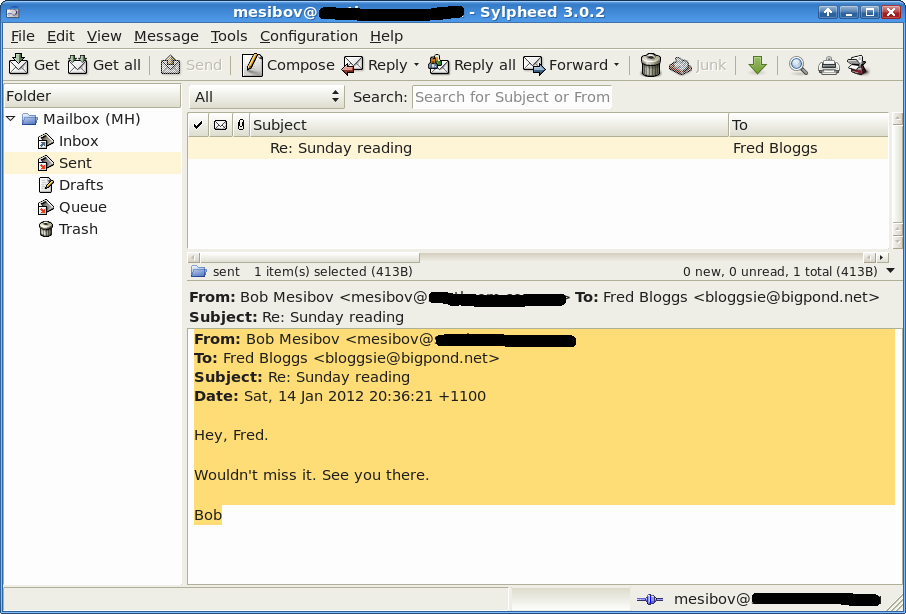 mesibov@ - Sylpheed 3.0.2
File Edit View Message Tools Configuration Help
Get Get all Send Compose Reply Reply all Forward Junk
Folder
All Search: Search for Subject or From
Mailbox (MH)
Inbox
Sent
Drafts
Queue
Trash
Subject To
Re: Sunday reading Fred Bloggs
sent 1 item(s) selected (413B) 0 new, 0 unread, 1 total (413B)
From: Bob Mesibov <mesibov@ > To: Fred Bloggs <bloggsie@bigpond.net>
Subject: Re: Sunday reading
From: Bob Mesibov <mesibov@
To: Fred Bloggs <bloggsie@bigpond.net>
Subject: Re: Sunday reading
Date: Sat, 14 Jan 2012 20:36:21 +1100
Hey, Fred.
Wouldn't miss it. See you there.
Bob
mesibov@